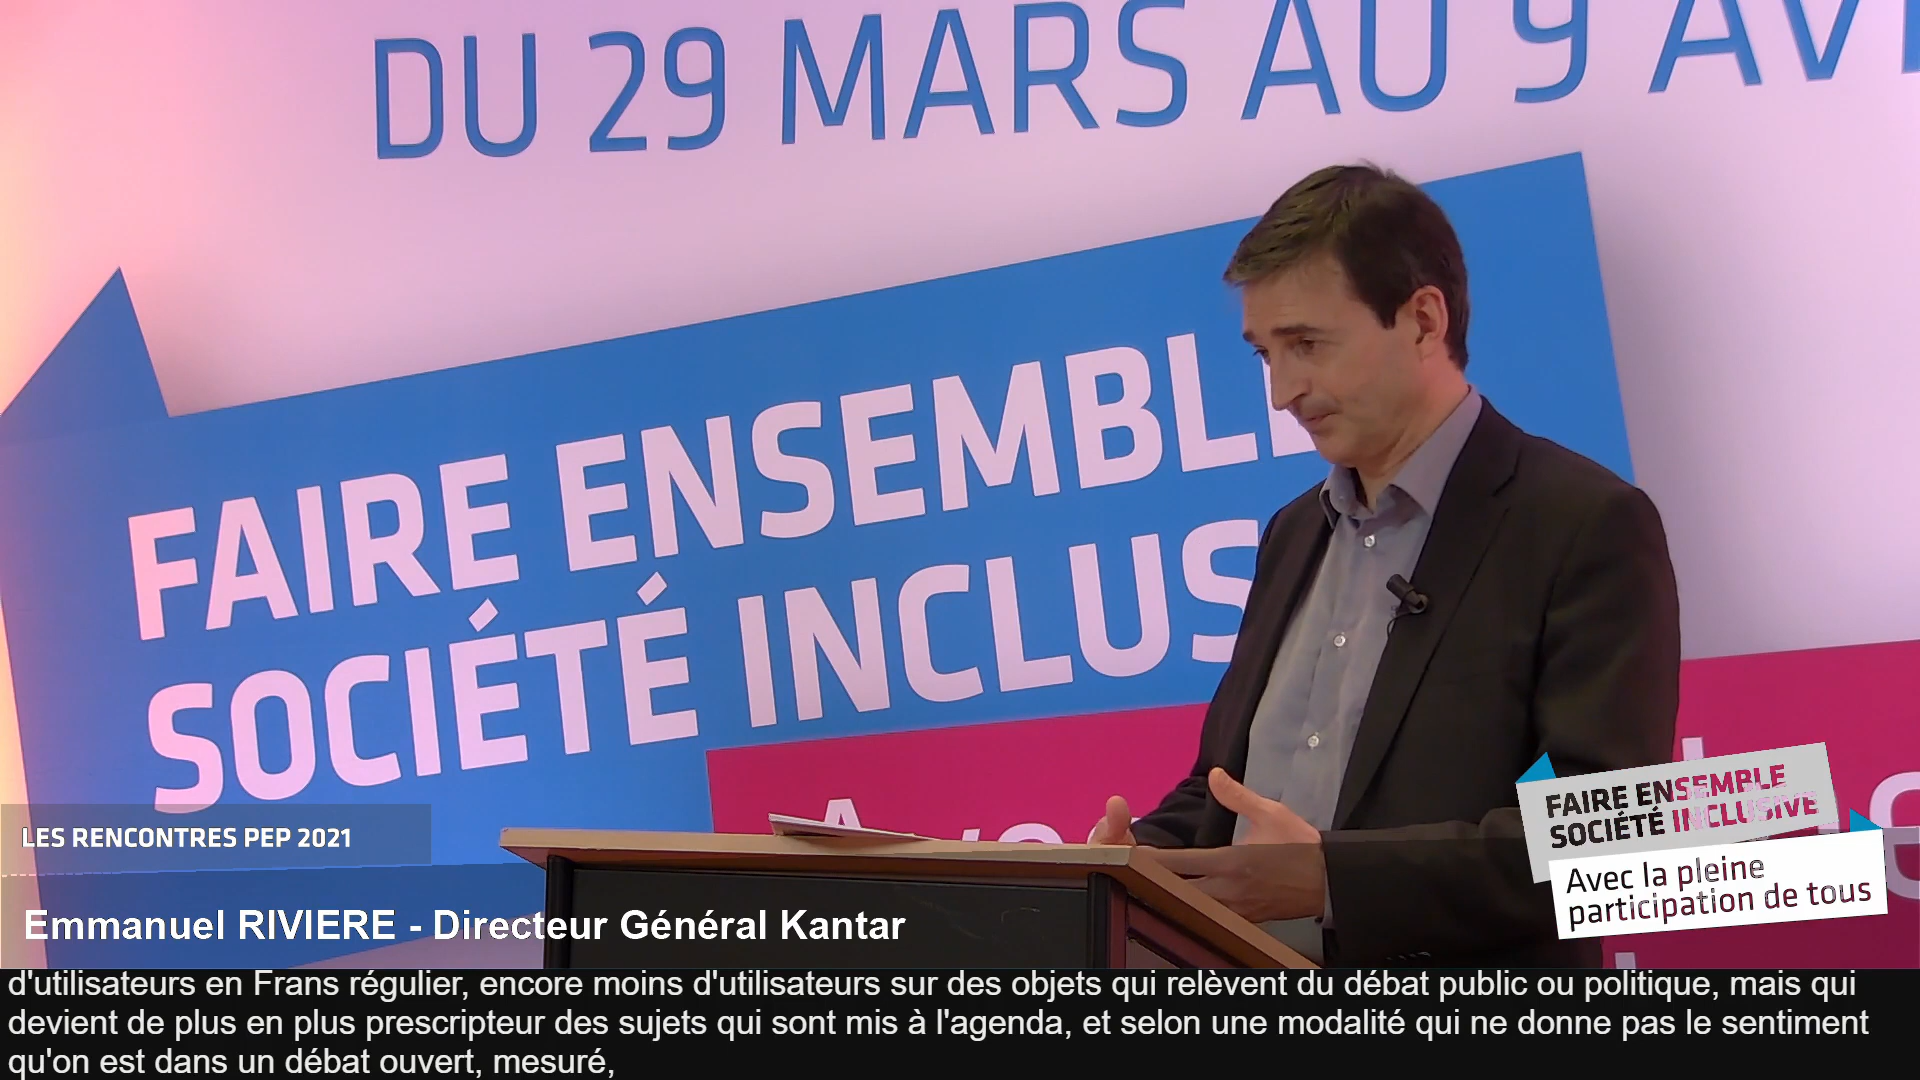 DU 29 MARS AU 9 AV
FAIRE ENSEMBLE
SOCIÉTÉ INCLUS
Avec
LES RENCONTRES PEP 2021
Emmanuel RIVIERE - Directeur Général Kantar
FAIRE ENSEMBLE
SOCIÉTÉ INCLUSIVE
Avec la pleine
participation de tous
d'utilisateurs en Frans régulier, encore moins d'utilisateurs sur des objets qui relèvent du débat public ou politique, mais qui
devient de plus en plus prescripteur des sujets qui sont mis à l'agenda, et selon une modalité qui ne donne pas le sentiment
qu'on est dans un débat ouvert, mesuré,